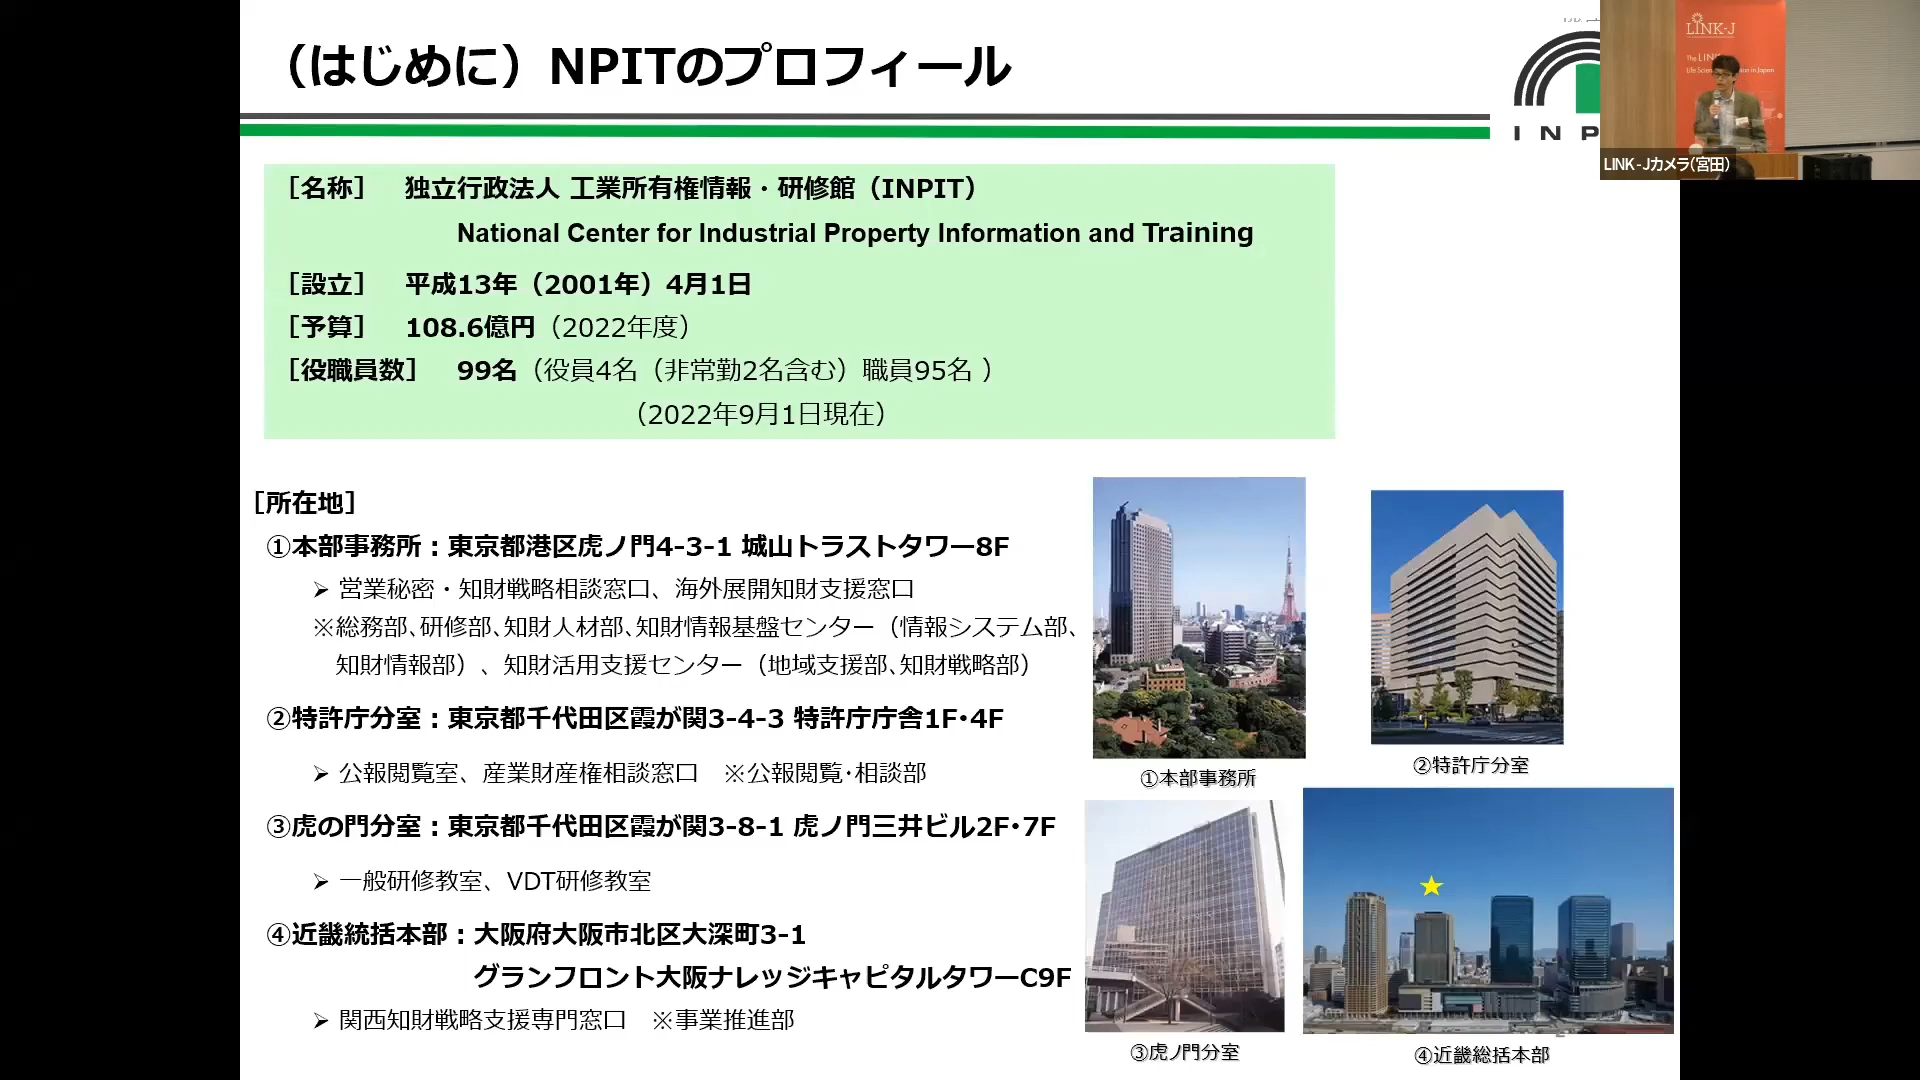 （はじめに）NPITのプロフィール
INP
LINK-J
The LIN
Life Scien
LINK-Jカメラ(宮田)
［名称］　独立行政法人 工業所有権情報・研修館（INPIT）
National Center for Industrial Property Information and Training
［設立］　平成13年（2001年）4月1日
［予算］　108.6億円（2022年度）
［役職員数］　99名（役員4名（非常勤2名含む）職員95名 ）
（2022年9月1日現在）
［所在地］
①本部事務所：東京都港区虎ノ門4-3-1 城山トラストタワー8F
➢ 営業秘密・知財戦略相談窓口、海外展開知財支援窓口
※総務部､研修部､知財人材部､知財情報基盤センター（情報システム部､
知財情報部）、知財活用支援センター（地域支援部､知財戦略部）
②特許庁分室：東京都千代田区霞が関3-4-3 特許庁庁舎1F･4F
➢ 公報閲覧室、産業財産権相談窓口　※公報閲覧･相談部
③虎の門分室：東京都千代田区霞が関3-8-1 虎ノ門三井ビル2F･7F
➢ 一般研修教室、VDT研修教室
④近畿統括本部：大阪府大阪市北区大深町3-1
グランフロント大阪ナレッジキャピタルタワーC9F
➢ 関西知財戦略支援専門窓口　※事業推進部
①本部事務所
②特許庁分室
③虎ノ門分室
④近畿総括本部